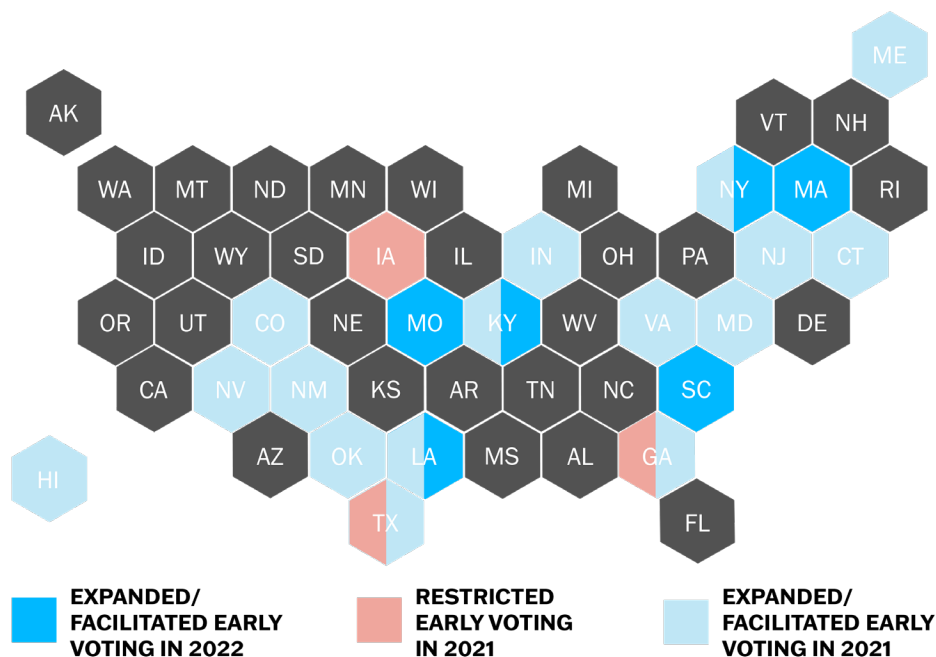 ME
AK
VT NH
WA MT ND MN WI MI NY MA RI
ID WY SD IA IL IN OH PA NJ CT
OR UT CO NE MO KY WV VA MD DE
CA NV NM KS AR TN NC SC
HI AZ OK LA MS AL GA
TX FL
EXPANDED/
FACILITATED EARLY
VOTING IN 2022
RESTRICTED
EARLY VOTING
IN 2021
EXPANDED/
FACILITATED EARLY
VOTING IN 2021